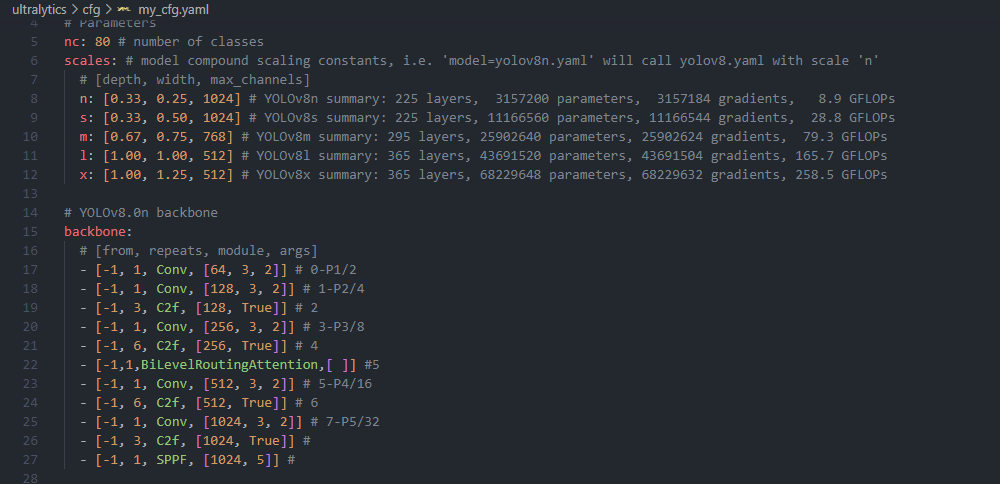 ultralytics > cfg > my_cfg.yaml
4 # Parameters
5 nc: 80 # number of classes
6 scales: # model compound scaling constants, i.e. 'model=yolov8n.yaml' will call yolov8.yaml with scale 'n'
7 # [depth, width, max_channels]
8 n: [0.33, 0.25, 1024] # YOLOv8n summary: 225 layers,  3157200 parameters,  3157184 gradients,   8.9 GFLOPs
9 s: [0.33, 0.50, 1024] # YOLOv8s summary: 225 layers, 11166560 parameters, 11166544 gradients,  28.8 GFLOPs
10 m: [0.67, 0.75, 768] # YOLOv8m summary: 295 layers, 25902640 parameters, 25902624 gradients,  79.3 GFLOPs
11 l: [1.00, 1.00, 512] # YOLOv8l summary: 365 layers, 43691520 parameters, 43691504 gradients, 165.7 GFLOPs
12 x: [1.00, 1.25, 512] # YOLOv8x summary: 365 layers, 68229648 parameters, 68229632 gradients, 258.5 GFLOPs
13
14 # YOLOv8.0n backbone
15 backbone:
16 # [from, repeats, module, args]
17 - [-1, 1, Conv, [64, 3, 2]] # 0-P1/2
18 - [-1, 1, Conv, [128, 3, 2]] # 1-P2/4
19 - [-1, 3, C2f, [128, True]] # 2
20 - [-1, 1, Conv, [256, 3, 2]] # 3-P3/8
21 - [-1, 6, C2f, [256, True]] # 4
22 - [-1,1,BiLevelRoutingAttention,[ ]] #5
23 - [-1, 1, Conv, [512, 3, 2]] # 5-P4/16
24 - [-1, 6, C2f, [512, True]] # 6
25 - [-1, 1, Conv, [1024, 3, 2]] # 7-P5/32
26 - [-1, 3, C2f, [1024, True]] #
27 - [-1, 1, SPPF, [1024, 5]] #
28